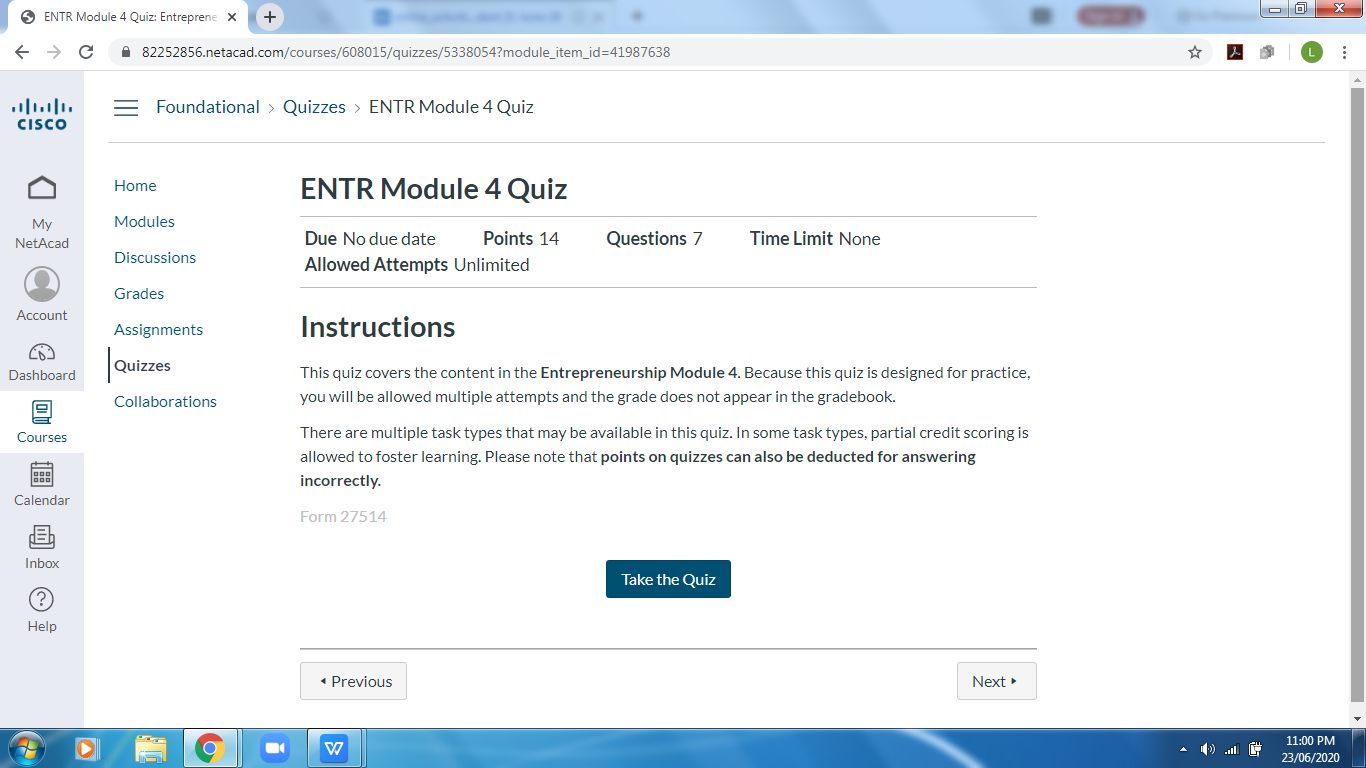 ENTR Module 4 Quiz: Entreprene
82252856.netacad.com/courses/608015/quizzes/5338054?module_item_id=41987638
L
CISCO
Foundational › Quizzes › ENTR Module 4 Quiz
My
NetAcad
Account
Dashboard
Courses
Calendar
Inbox
Help
Home
Modules
Discussions
Grades
Assignments
Quizzes
Collaborations
ENTR Module 4 Quiz
Due No due date Points 14 Questions 7 Time Limit None
Allowed Attempts Unlimited
Instructions
This quiz covers the content in the Entrepreneurship Module 4. Because this quiz is designed for practice,
you will be allowed multiple attempts and the grade does not appear in the gradebook.
There are multiple task types that may be available in this quiz. In some task types, partial credit scoring is
allowed to foster learning. Please note that points on quizzes can also be deducted for answering
incorrectly.
Form 27514
Take the Quiz
Previous
Next
11:00 PM
23/06/2020